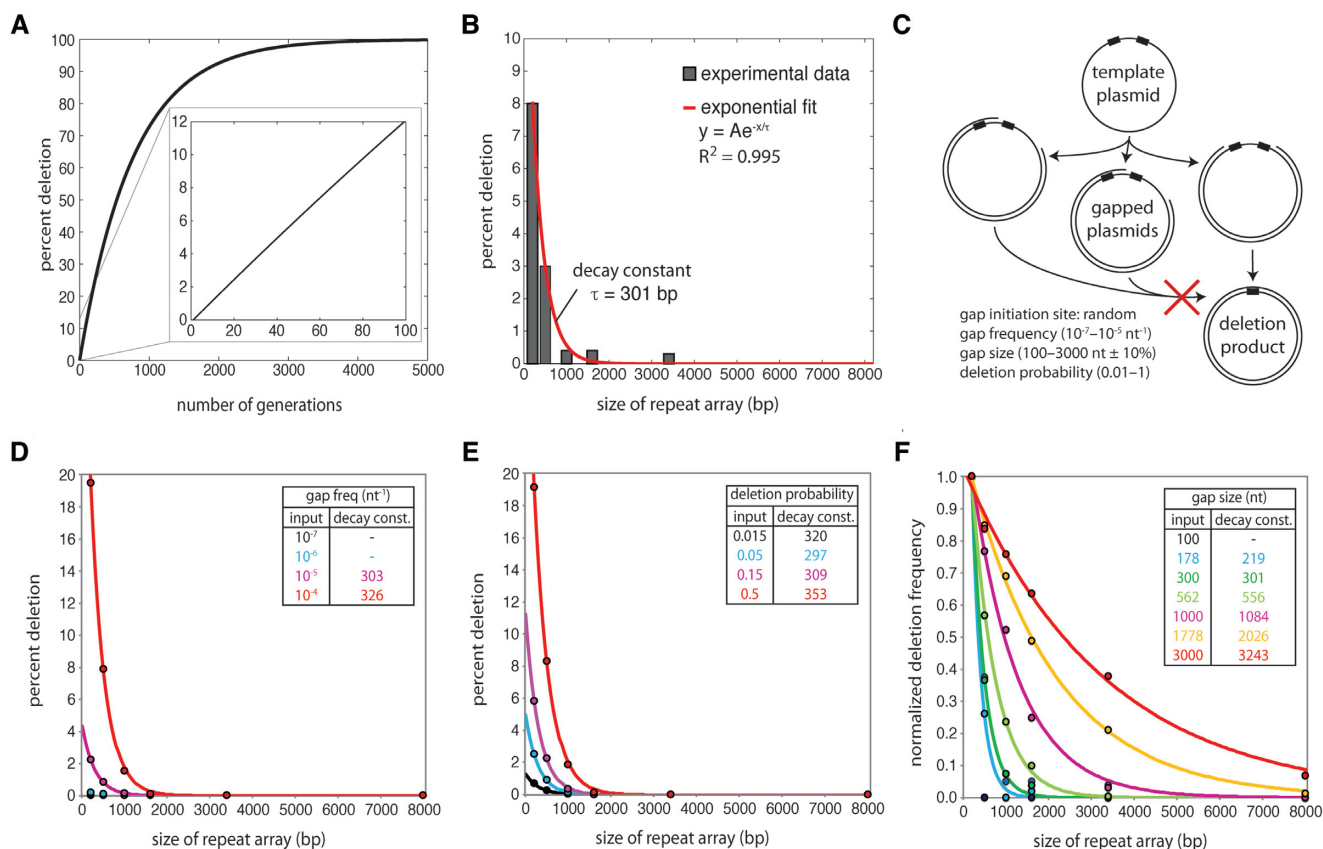 A
100
90
80
70
60
50
40
30
20
10
0
percent deletion
0 1000 2000 3000 4000 5000
number of generations
12
10
8
6
4
2
0
0 20 40 60 80 100
B
10
9
8
7
6
5
4
3
2
1
0
percent deletion
0 1000 2000 3000 4000 5000 6000 7000 8000
size of repeat array (bp)
experimental data
exponential fit
y = Ae^-x/τ
R² = 0.995
decay constant
τ = 301 bp
C
template
plasmid
gapped
plasmids
deletion
product
gap initiation site: random
gap frequency (10⁻⁷–10⁻⁵ nt⁻¹)
gap size (100–3000 nt ± 10%)
deletion probability (0.01–1)
D
20
18
16
14
12
10
8
6
4
2
0
percent deletion
0 1000 2000 3000 4000 5000 6000 7000 8000
size of repeat array (bp)
gap freq (nt⁻¹)
input decay const.
10⁻⁷ -
10⁻⁶ -
10⁻⁵ 303
10⁻⁴ 326
E
20
18
16
14
12
10
8
6
4
2
0
percent deletion
0 1000 2000 3000 4000 5000 6000 7000 8000
size of repeat array (bp)
deletion probability
input decay const.
0.015 320
0.05 297
0.15 309
0.5 353
F
1.0
0.9
0.8
0.7
0.6
0.5
0.4
0.3
0.2
0.1
0.0
normalized deletion frequency
0 1000 2000 3000 4000 5000 6000 7000 8000
size of repeat array (bp)
gap size (nt)
input decay const.
100 -
178 219
300 301
562 556
1000 1084
1778 2026
3000 3243